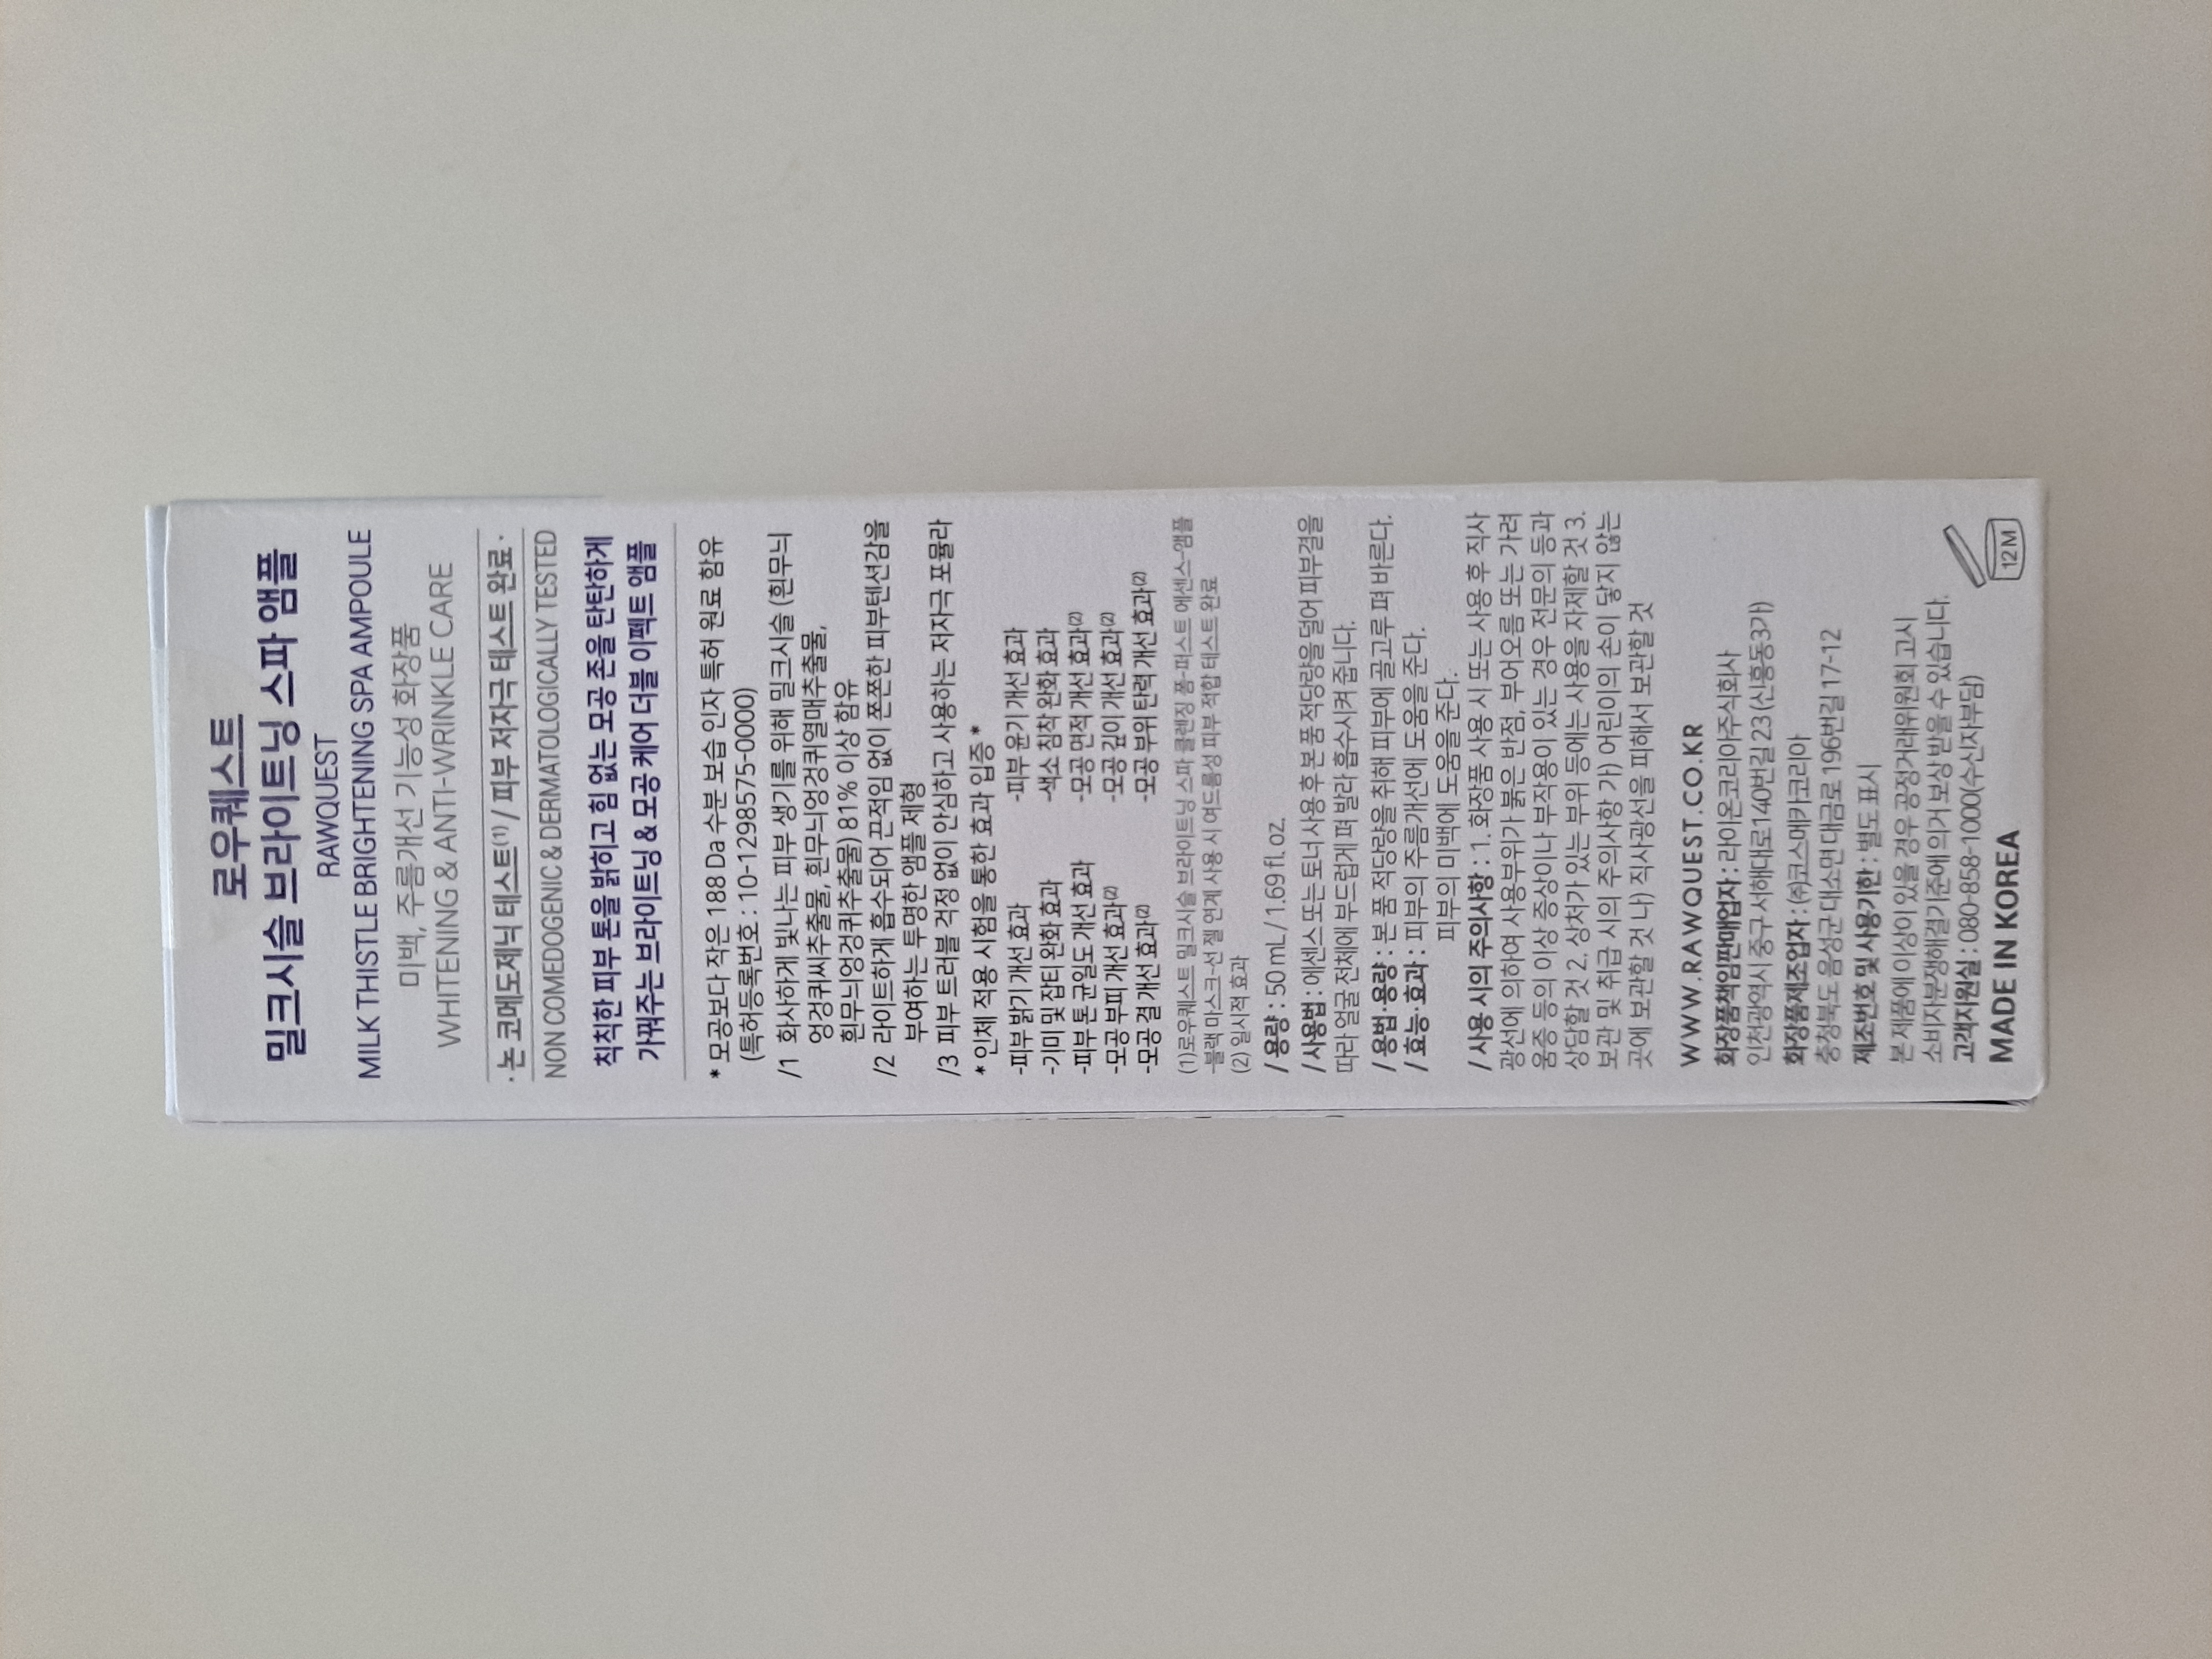 로우퀘스트
밀크시슬 브라이트닝 스파 앰플
RAWQUEST
MILK THISTLE BRIGHTENING SPA AMPOULE
미백, 주름개선 기능성 화장품
WHITENING & ANTI-WRINKLE CARE
· 논 코메도제닉 테스트(1) / 피부 저자극 테스트 완료 ·
NON COMEDOGENIC & DERMATOLOGICALLY TESTED
칙칙한 피부 톤을 밝히고 힘 없는 모공 존을 탄탄하게
가꿔주는 브라이트닝 & 모공 케어 더블 이펙트 앰플
* 모공보다 작은 188 Da 수분 보습 인자 특허 원료 함유
(특허등록번호 : 10-1298575-0000)
/1 화사하게 빛나는 피부 생기를 위해 밀크시슬 (흰무늬
엉겅퀴씨추출물, 흰무늬엉겅퀴열매추출물,
흰무늬엉겅퀴추출물) 81% 이상 함유
/2 라이트하게 흡수되어 끈적임 없이 쫀쫀한 피부텐션감을
부여하는 투명한 앰플 제형
/3 피부 트러블 걱정 없이 안심하고 사용하는 저자극 포뮬라
* 인체 적용 시험을 통한 효과 입증 *
-피부 밝기 개선 효과 -피부 윤기 개선 효과
-기미 및 잡티 완화 효과 -색소 침착 완화 효과
-피부 톤 균일도 개선 효과 -모공 면적 개선 효과(2)
-모공 부피 개선 효과(2) -모공 깊이 개선 효과(2)
-모공 결 개선 효과(2) -모공 부위 탄력 개선 효과(2)
(1)로우퀘스트 밀크시슬 브라이트닝 스파 클렌징 폼-퍼스트 에센스-앰플
-블랙 마스크-선 젤 연계 사용 시 여드름성 피부 적합 테스트 완료
(2) 일시적 효과
/ 용량 : 50 mL / 1.69 fl. oz.
/ 사용법 : 에센스 또는 토너 사용 후 본 품 적당량을 덜어 피부결을
따라 얼굴 전체에 부드럽게 펴 발라 흡수시켜 줍니다.
/ 용법·용량 : 본 품 적당량을 취해 피부에 골고루 펴 바른다.
/ 효능·효과 : 피부의 주름개선에 도움을 준다.
피부의 미백에 도움을 준다.
/ 사용 시의 주의사항 : 1. 화장품 사용 시 또는 사용 후 직사
광선에 의하여 사용부위가 붉은 반점, 부어오름 또는 가려
움증 등의 이상 증상이나 부작용이 있는 경우 전문의 등과
상담할 것 2. 상처가 있는 부위 등에는 사용을 자제할 것 3.
보관 및 취급 시의 주의사항 가) 어린이의 손이 닿지 않는
곳에 보관할 것 나) 직사광선을 피해서 보관할 것
WWW.RAWQUEST.CO.KR
화장품책임판매업자 : 라이온코리아주식회사
인천광역시 중구 서해대로140번길 23 (신흥동3가)
화장품제조업자 : (주)코스메카코리아
충청북도 음성군 대소면 대금로 196번길 17-12
제조번호 및 사용기한 : 별도 표시
본 제품에 이상이 있을 경우 공정거래위원회 고시
소비자분쟁해결기준에 의거 보상 받을 수 있습니다.
고객지원실 : 080-858-1000(수신자부담)
MADE IN KOREA
12M